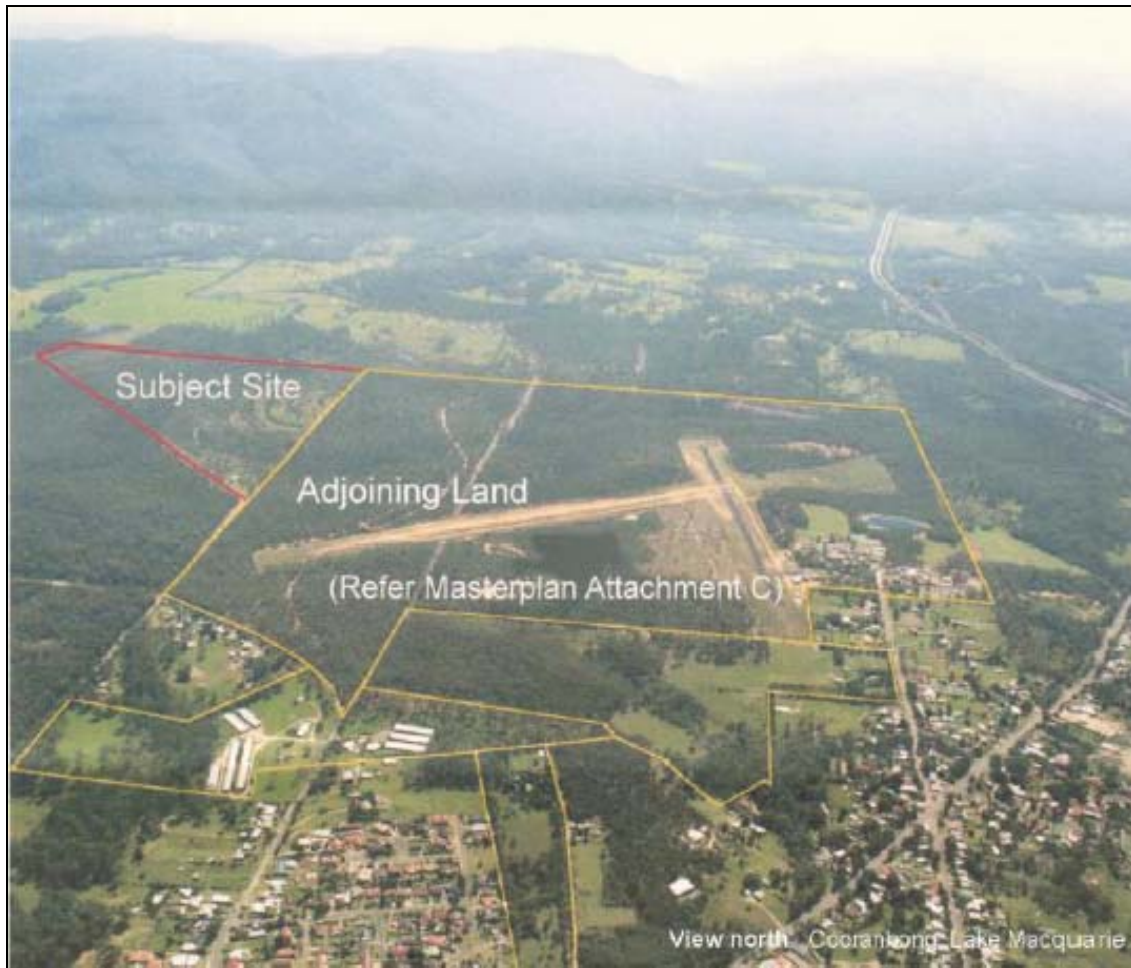 Subject Site
Adjoining Land
(Refer Masterplan Attachment C)
View north Cooranbong, Lake Macquarie